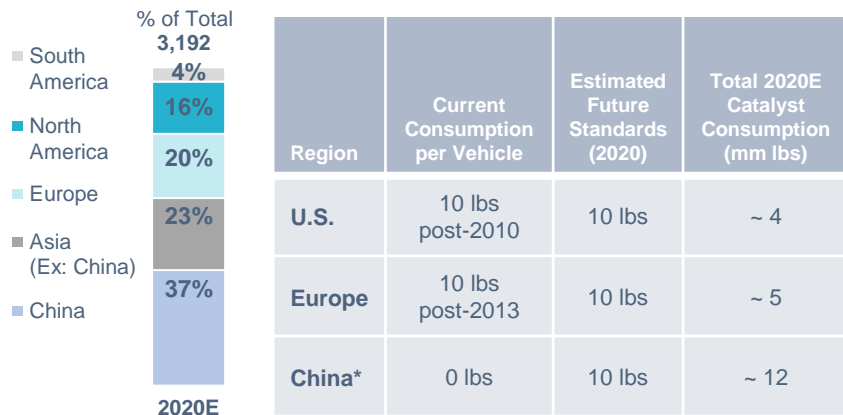 % of Total
3,192
South
America
North
America
Europe
Asia
(Ex: China)
China
4%
16%
20%
23%
37%
2020E
Region
Current
Consumption
per Vehicle
Estimated
Future
Standards
(2020)
Total 2020E
Catalyst
Consumption
(mm lbs)
U.S.
10 lbs
post-2010
10 lbs
~ 4
Europe
10 lbs
post-2013
10 lbs
~ 5
China*
0 lbs
10 lbs
~ 12